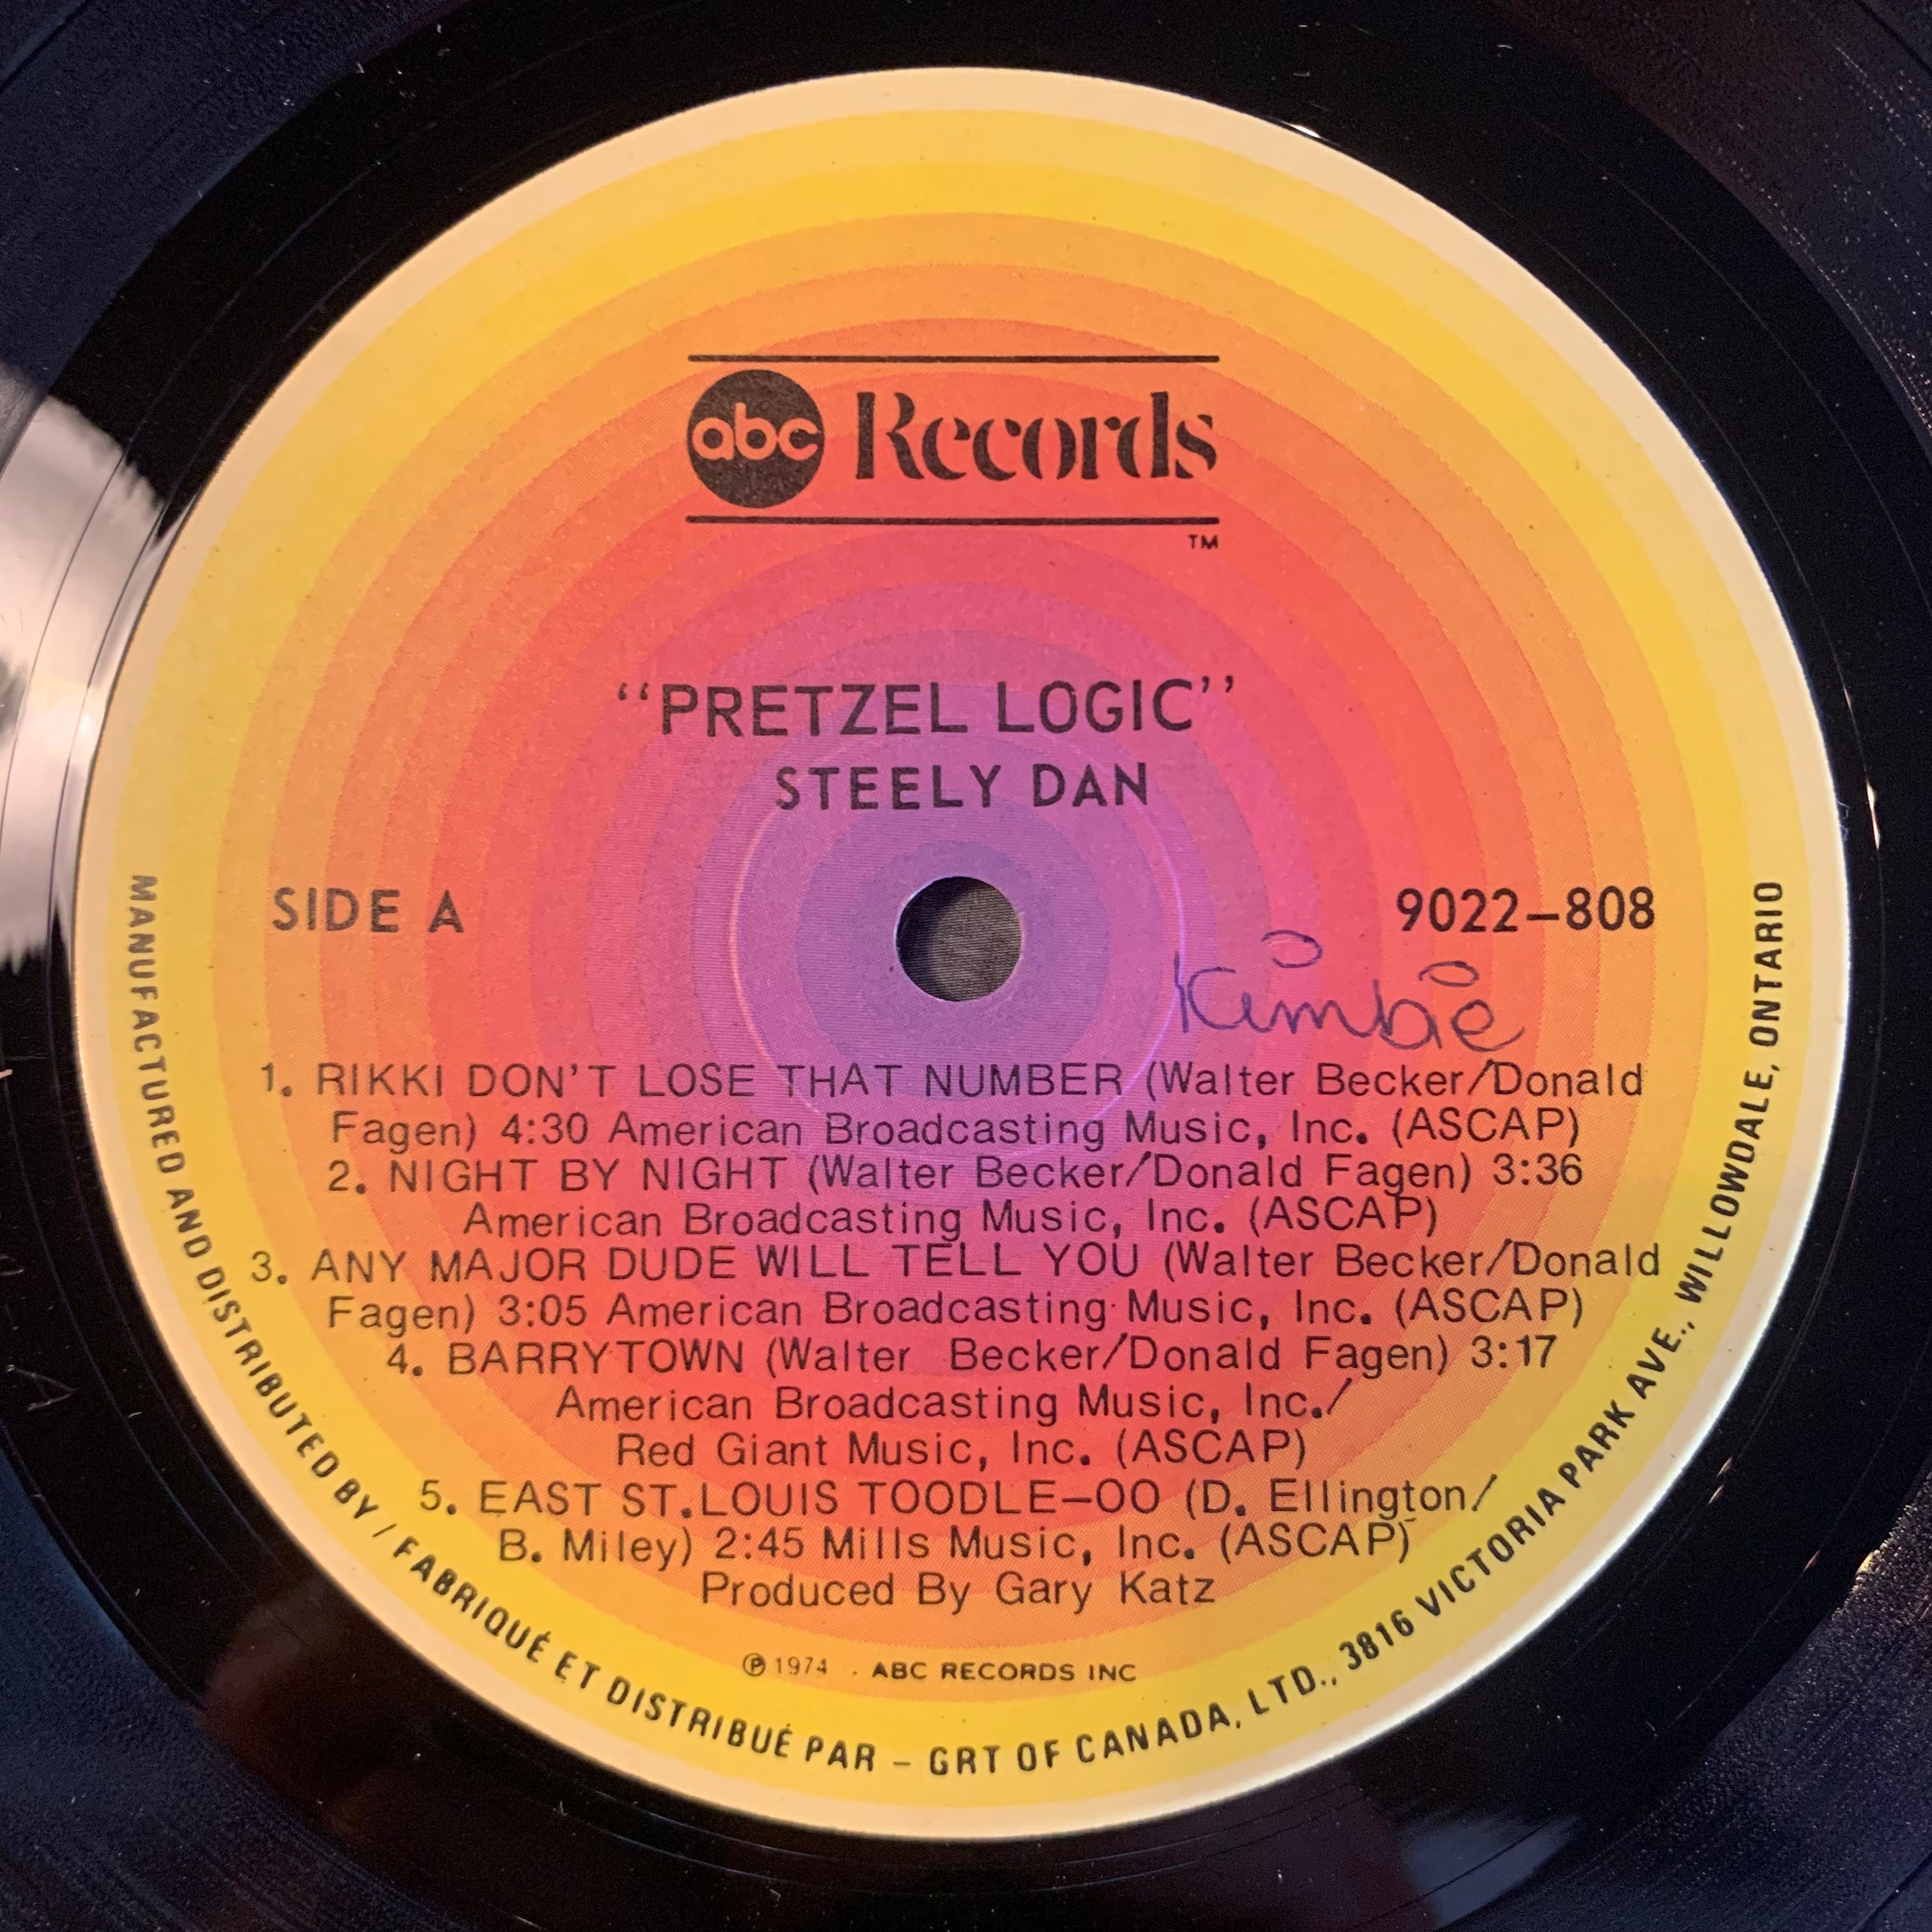 abc Records
TM
"PRETZEL LOGIC"
STEELY DAN
SIDE A
9022-808
Kimbie
1. RIKKI DON'T LOSE THAT NUMBER (Walter Becker/Donald
Fagen) 4:30 American Broadcasting Music, Inc. (ASCAP)
2. NIGHT BY NIGHT (Walter Becker/Donald Fagen) 3:36
American Broadcasting Music, Inc. (ASCAP)
3. ANY MAJOR DUDE WILL TELL YOU (Walter Becker/Donald
Fagen) 3:05 American Broadcasting Music, Inc. (ASCAP)
4. BARRYTOWN (Walter Becker/Donald Fagen) 3:17
American Broadcasting Music, Inc./
Red Giant Music, Inc. (ASCAP)
5. EAST ST.LOUIS TOODLE-OO (D. Ellington/
B. Miley) 2:45 Mills Music, Inc. (ASCAP)
Produced By Gary Katz
℗ 1974 . ABC RECORDS INC
MANUFACTURED AND DISTRIBUTED BY / FABRIQUÉ ET DISTRIBUÉ PAR - GRT OF CANADA, LTD., 3816 VICTORIA PARK AVE., WILLOWDALE, ONTARIO